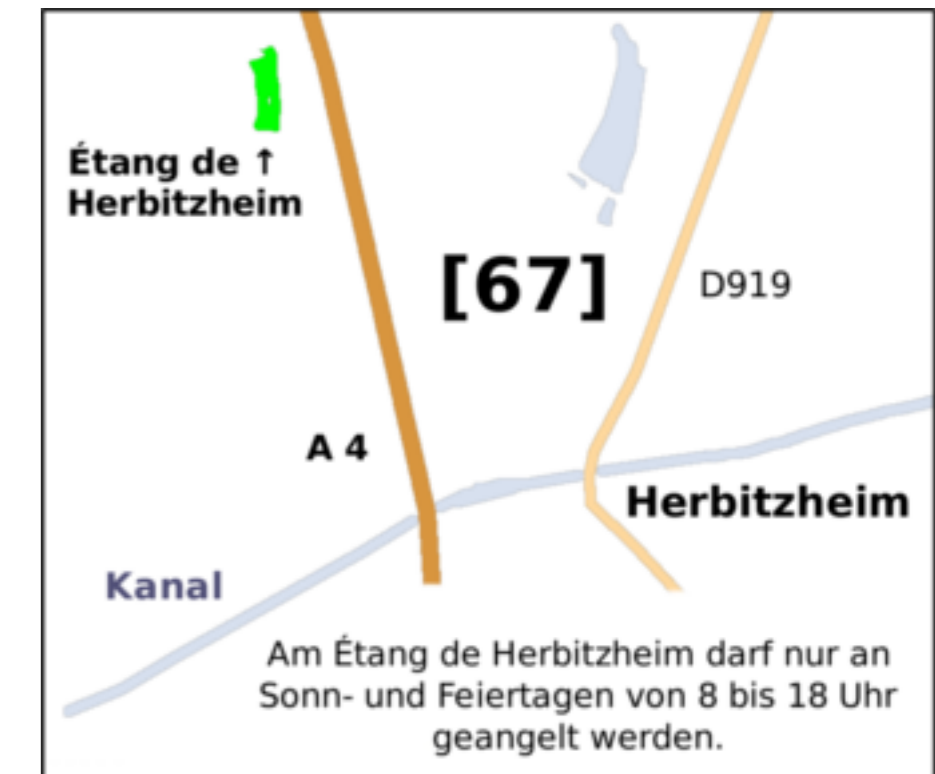 Étang de ↑
Herbitzheim
[67]
D919
A 4
Herbitzheim
Kanal
Am Étang de Herbitzheim darf nur an
Sonn- und Feiertagen von 8 bis 18 Uhr
geangelt werden.